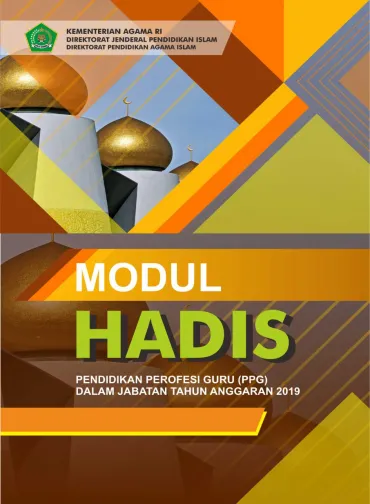 KEMENTERIAN AGAMA RI
DIREKTORAT JENDERAL PENDIDIKAN ISLAM
DIREKTORAT PENDIDIKAN AGAMA ISLAM
MODUL
HADIS
PENDIDIKAN PEROFESI GURU (PPG)
DALAM JABATAN TAHUN ANGGARAN 2019